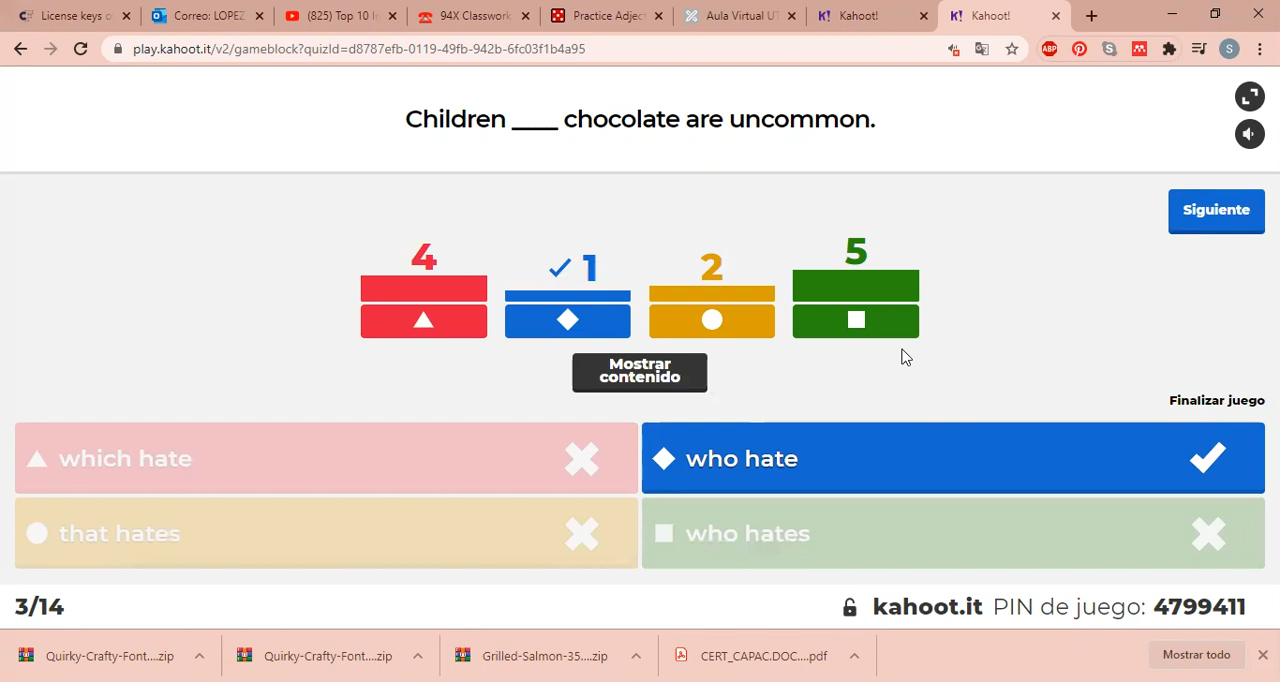 License keys o
Correo: LOPEZ
(825) Top 10 I
94X Classwork
Practice Adject
Aula Virtual UT
K! Kahoot!
K! Kahoot!
play.kahoot.it/v2/gameblock?quizId=d8787efb-0119-49fb-942b-6fc03f1b4a95
ABP
S
Children ____ chocolate are uncommon.
Siguiente
4
1
2
5
Mostrar
contenido
Finalizar juego
which hate
who hate
that hates
who hates
3/14
kahoot.it PIN de juego: 4799411
Quirky-Crafty-Font....zip
Quirky-Crafty-Font....zip
Grilled-Salmon-35....zip
CERT_CAPAC.DOC....pdf
Mostrar todo